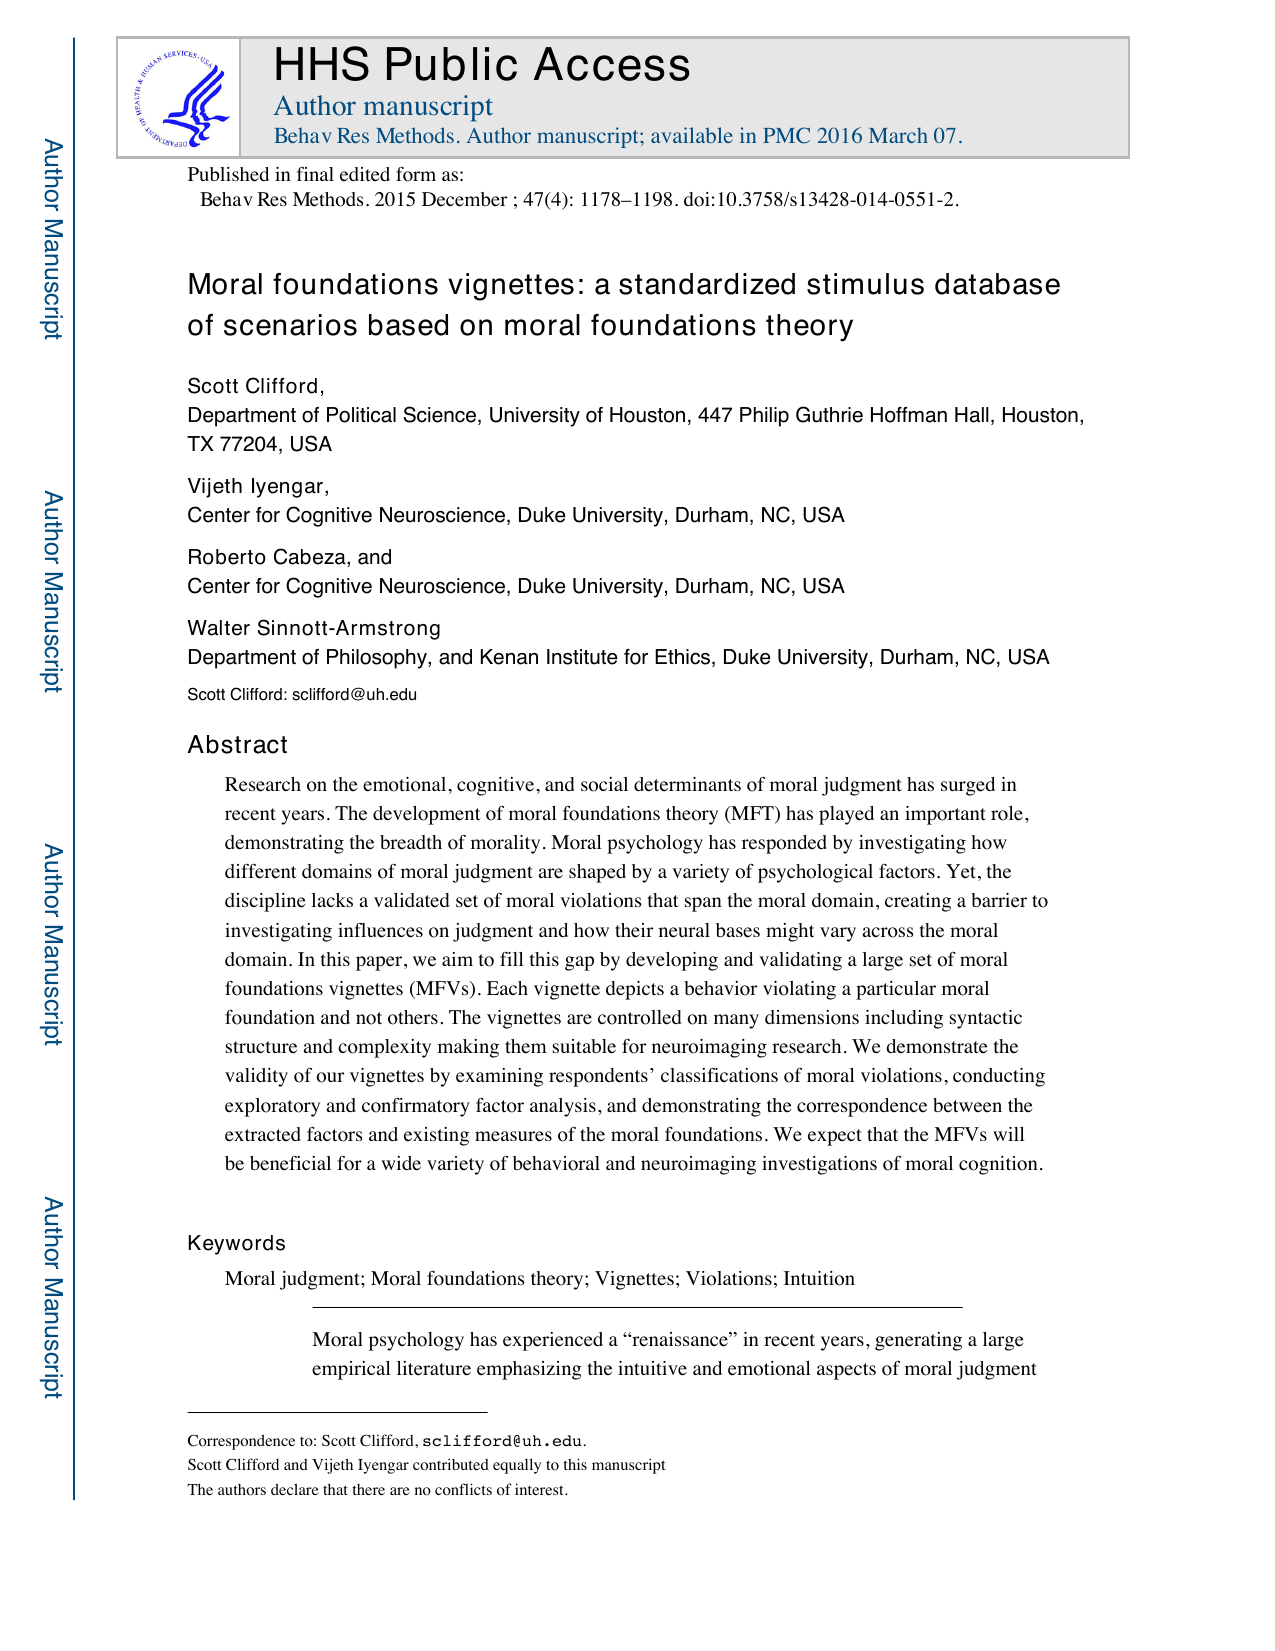 HHS Public Access
Author manuscript
Behav Res Methods. Author manuscript; available in PMC 2016 March 07.
DEPARTMENT OF HEALTH & HUMAN SERVICES·USA
Author Manuscript
Author Manuscript
Author Manuscript
Author Manuscript
Published in final edited form as:
Behav Res Methods. 2015 December ; 47(4): 1178–1198. doi:10.3758/s13428-014-0551-2.
Moral foundations vignettes: a standardized stimulus database
of scenarios based on moral foundations theory
Scott Clifford,
Department of Political Science, University of Houston, 447 Philip Guthrie Hoffman Hall, Houston,
TX 77204, USA
Vijeth Iyengar,
Center for Cognitive Neuroscience, Duke University, Durham, NC, USA
Roberto Cabeza, and
Center for Cognitive Neuroscience, Duke University, Durham, NC, USA
Walter Sinnott-Armstrong
Department of Philosophy, and Kenan Institute for Ethics, Duke University, Durham, NC, USA
Scott Clifford: sclifford@uh.edu
Abstract
Research on the emotional, cognitive, and social determinants of moral judgment has surged in
recent years. The development of moral foundations theory (MFT) has played an important role,
demonstrating the breadth of morality. Moral psychology has responded by investigating how
different domains of moral judgment are shaped by a variety of psychological factors. Yet, the
discipline lacks a validated set of moral violations that span the moral domain, creating a barrier to
investigating influences on judgment and how their neural bases might vary across the moral
domain. In this paper, we aim to fill this gap by developing and validating a large set of moral
foundations vignettes (MFVs). Each vignette depicts a behavior violating a particular moral
foundation and not others. The vignettes are controlled on many dimensions including syntactic
structure and complexity making them suitable for neuroimaging research. We demonstrate the
validity of our vignettes by examining respondents’ classifications of moral violations, conducting
exploratory and confirmatory factor analysis, and demonstrating the correspondence between the
extracted factors and existing measures of the moral foundations. We expect that the MFVs will
be beneficial for a wide variety of behavioral and neuroimaging investigations of moral cognition.
Keywords
Moral judgment; Moral foundations theory; Vignettes; Violations; Intuition
Moral psychology has experienced a “renaissance” in recent years, generating a large
empirical literature emphasizing the intuitive and emotional aspects of moral judgment
Correspondence to: Scott Clifford, sclifford@uh.edu.
Scott Clifford and Vijeth Iyengar contributed equally to this manuscript
The authors declare that there are no conflicts of interest.